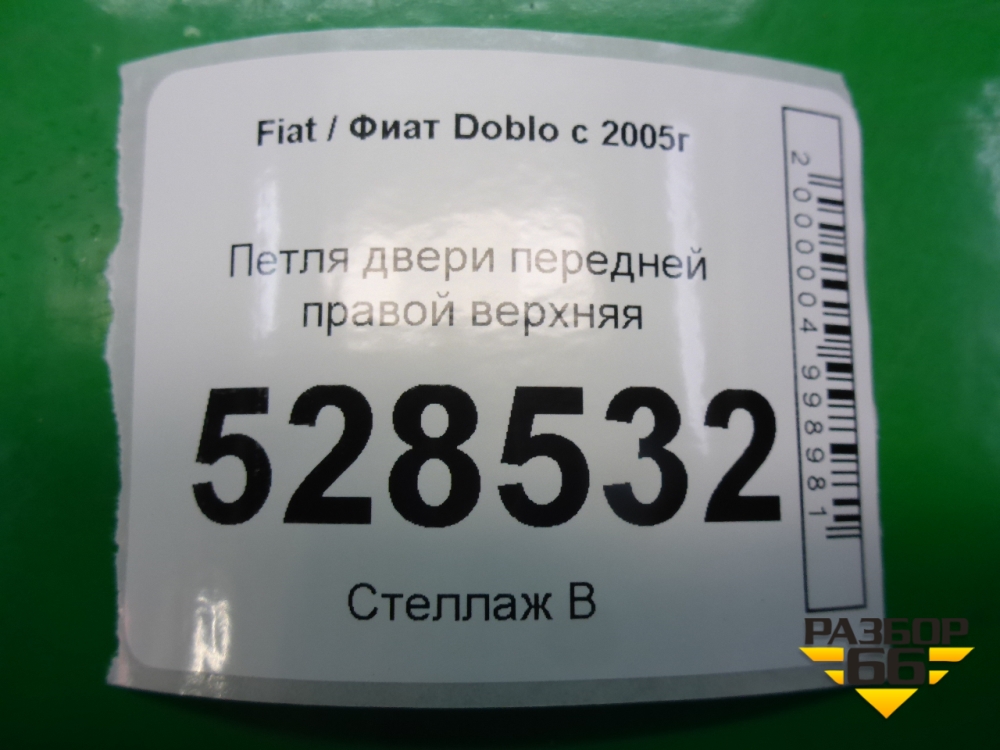 Fiat / Фиат Doblo с 2005г
Петля двери передней
правой верхняя
528532
Стеллаж В
2000004998981
РАЗБОР
66